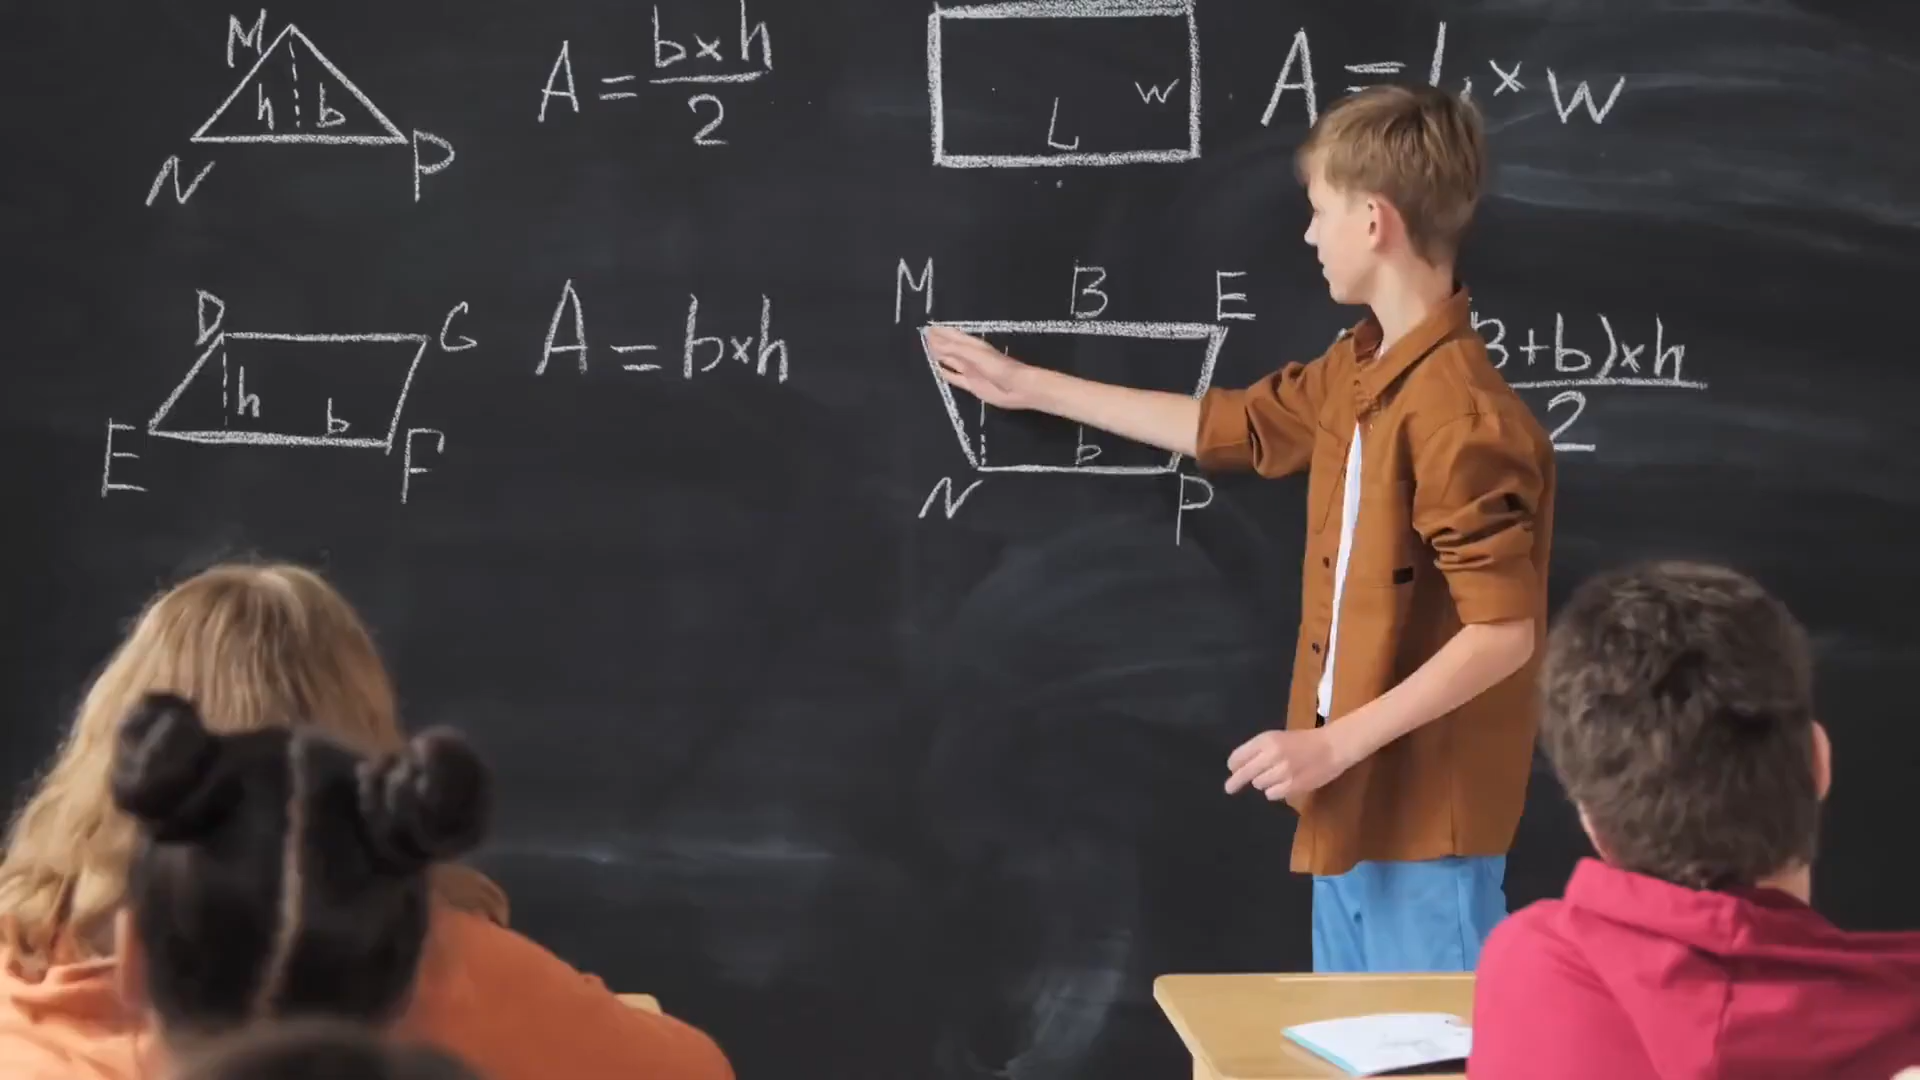 M
h b
N P
A = b×h
2
W
L
A = L × W
D G
h
b
E F
A = b×h
M B E
b
N P
B+b)×h
2